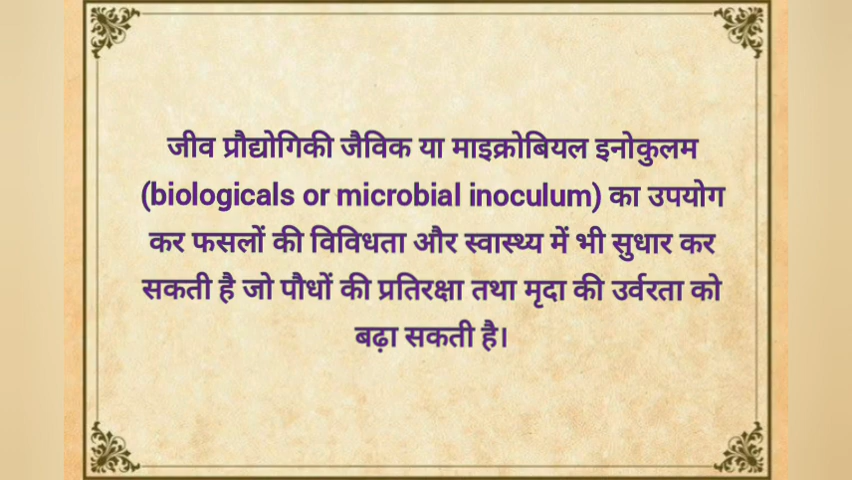 जीव प्रौद्योगिकी जैविक या माइक्रोबियल इनोकुलम
(biologicals or microbial inoculum) का उपयोग
कर फसलों की विविधता और स्वास्थ्य में भी सुधार कर
सकती है जो पौधों की प्रतिरक्षा तथा मृदा की उर्वरता को
बढ़ा सकती है।